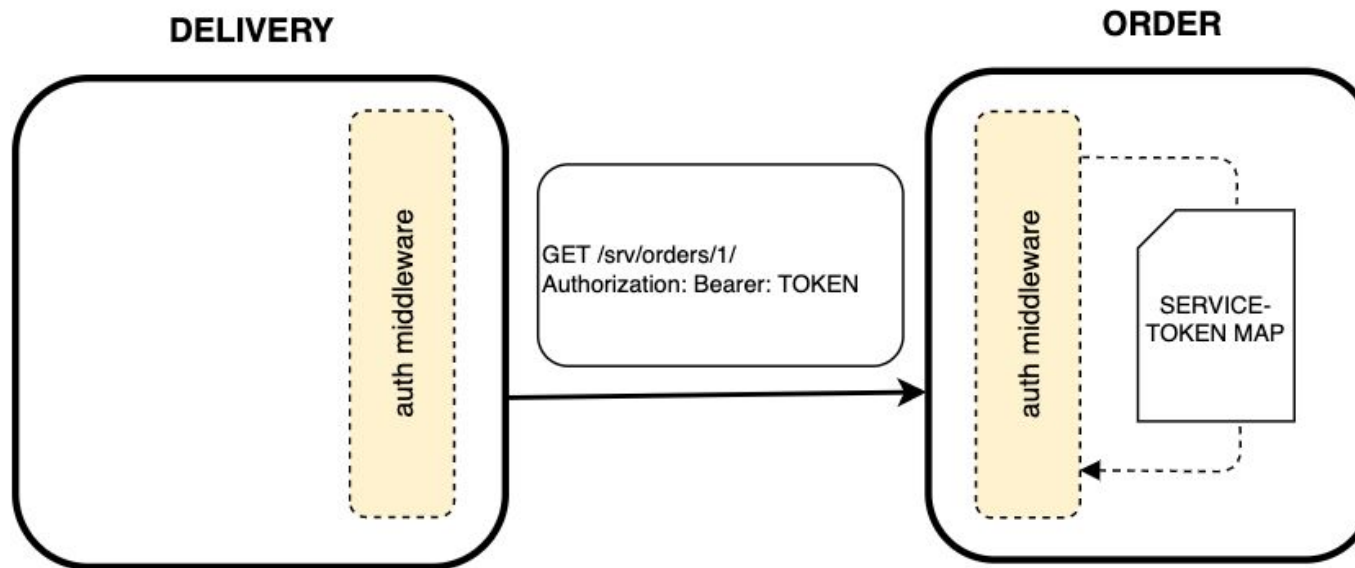 DELIVERY
ORDER
auth middleware
GET /srv/orders/1/
Authorization: Bearer: TOKEN
auth middleware
SERVICE-
TOKEN MAP